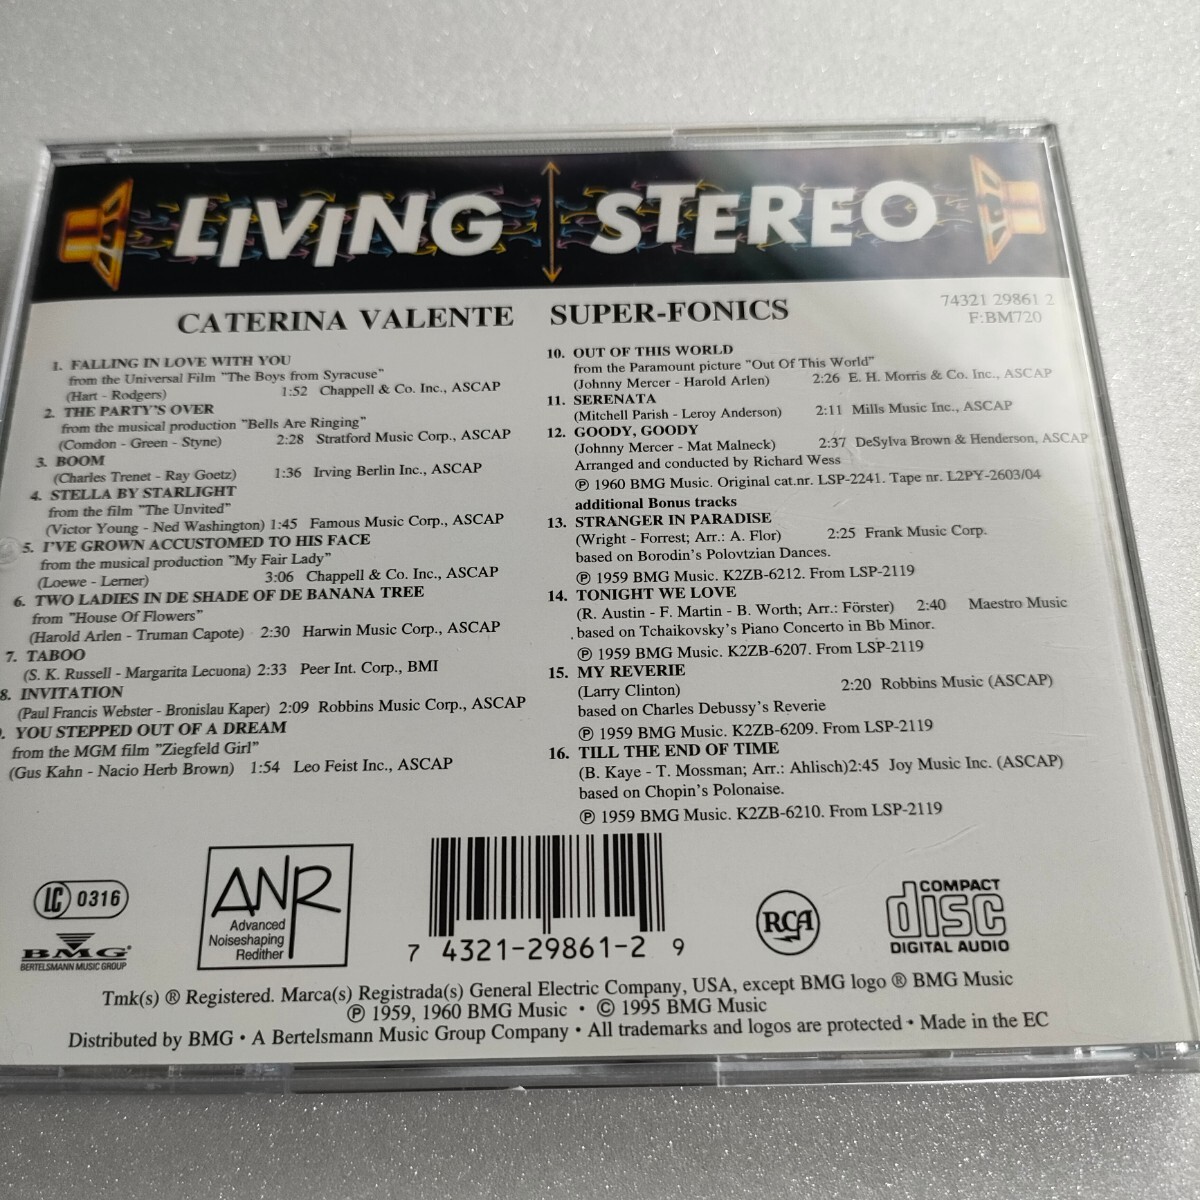 LIVING STEREO
CATERINA VALENTE SUPER-FONICS
74321 29861 2
F:BM720
1. FALLING IN LOVE WITH YOU
from the Universal Film "The Boys from Syracuse"
(Hart - Rodgers) 1:52 Chappell & Co. Inc., ASCAP
2. THE PARTY'S OVER
from the musical production "Bells Are Ringing"
(Comdon - Green - Styne) 2:28 Stratford Music Corp., ASCAP
3. BOOM
(Charles Trenet - Ray Goetz) 1:36 Irving Berlin Inc., ASCAP
4. STELLA BY STARLIGHT
from the film "The Unvited"
(Victor Young - Ned Washington) 1:45 Famous Music Corp., ASCAP
5. I'VE GROWN ACCUSTOMED TO HIS FACE
from the musical production "My Fair Lady"
(Loewe - Lerner) 3:06 Chappell & Co. Inc., ASCAP
6. TWO LADIES IN DE SHADE OF DE BANANA TREE
from "House Of Flowers"
(Harold Arlen - Truman Capote) 2:30 Harwin Music Corp., ASCAP
7. TABOO
(S. K. Russell - Margarita Lecuona) 2:33 Peer Int. Corp., BMI
8. INVITATION
(Paul Francis Webster - Bronislau Kaper) 2:09 Robbins Music Corp., ASCAP
. YOU STEPPED OUT OF A DREAM
from the MGM film "Ziegfeld Girl"
(Gus Kahn - Nacio Herb Brown) 1:54 Leo Feist Inc., ASCAP
10. OUT OF THIS WORLD
from the Paramount picture "Out Of This World"
(Johnny Mercer - Harold Arlen) 2:26 E. H. Morris & Co. Inc., ASCAP
11. SERENATA
(Mitchell Parish - Leroy Anderson) 2:11 Mills Music Inc., ASCAP
12. GOODY, GOODY
(Johnny Mercer - Mat Malneck) 2:37 DeSylva Brown & Henderson, ASCAP
Arranged and conducted by Richard Wess
℗ 1960 BMG Music. Original cat.nr. LSP-2241. Tape nr. L2PY-2603/04
additional Bonus tracks
13. STRANGER IN PARADISE
(Wright - Forrest; Arr.: A. Flor) 2:25 Frank Music Corp.
based on Borodin's Polovtzian Dances.
℗ 1959 BMG Music. K2ZB-6212. From LSP-2119
14. TONIGHT WE LOVE
(R. Austin - F. Martin - B. Worth; Arr.: Förster) 2:40 Maestro Music
based on Tchaikovsky's Piano Concerto in Bb Minor.
℗ 1959 BMG Music. K2ZB-6207. From LSP-2119
15. MY REVERIE
(Larry Clinton) 2:20 Robbins Music (ASCAP)
based on Charles Debussy's Reverie
℗ 1959 BMG Music. K2ZB-6209. From LSP-2119
16. TILL THE END OF TIME
(B. Kaye - T. Mossman; Arr.: Ahlisch)2:45 Joy Music Inc. (ASCAP)
based on Chopin's Polonaise.
℗ 1959 BMG Music. K2ZB-6210. From LSP-2119
LC 0316
BMG®
BERTELSMANN MUSIC GROUP
ANR
Advanced
Noiseshaping
Redither
7 4321-29861-2 9
RCA
COMPACT
disc
DIGITAL AUDIO
Tmk(s) ® Registered. Marca(s) Registrada(s) General Electric Company, USA, except BMG logo ® BMG Music
℗ 1959, 1960 BMG Music • © 1995 BMG Music
Distributed by BMG • A Bertelsmann Music Group Company • All trademarks and logos are protected • Made in the EC